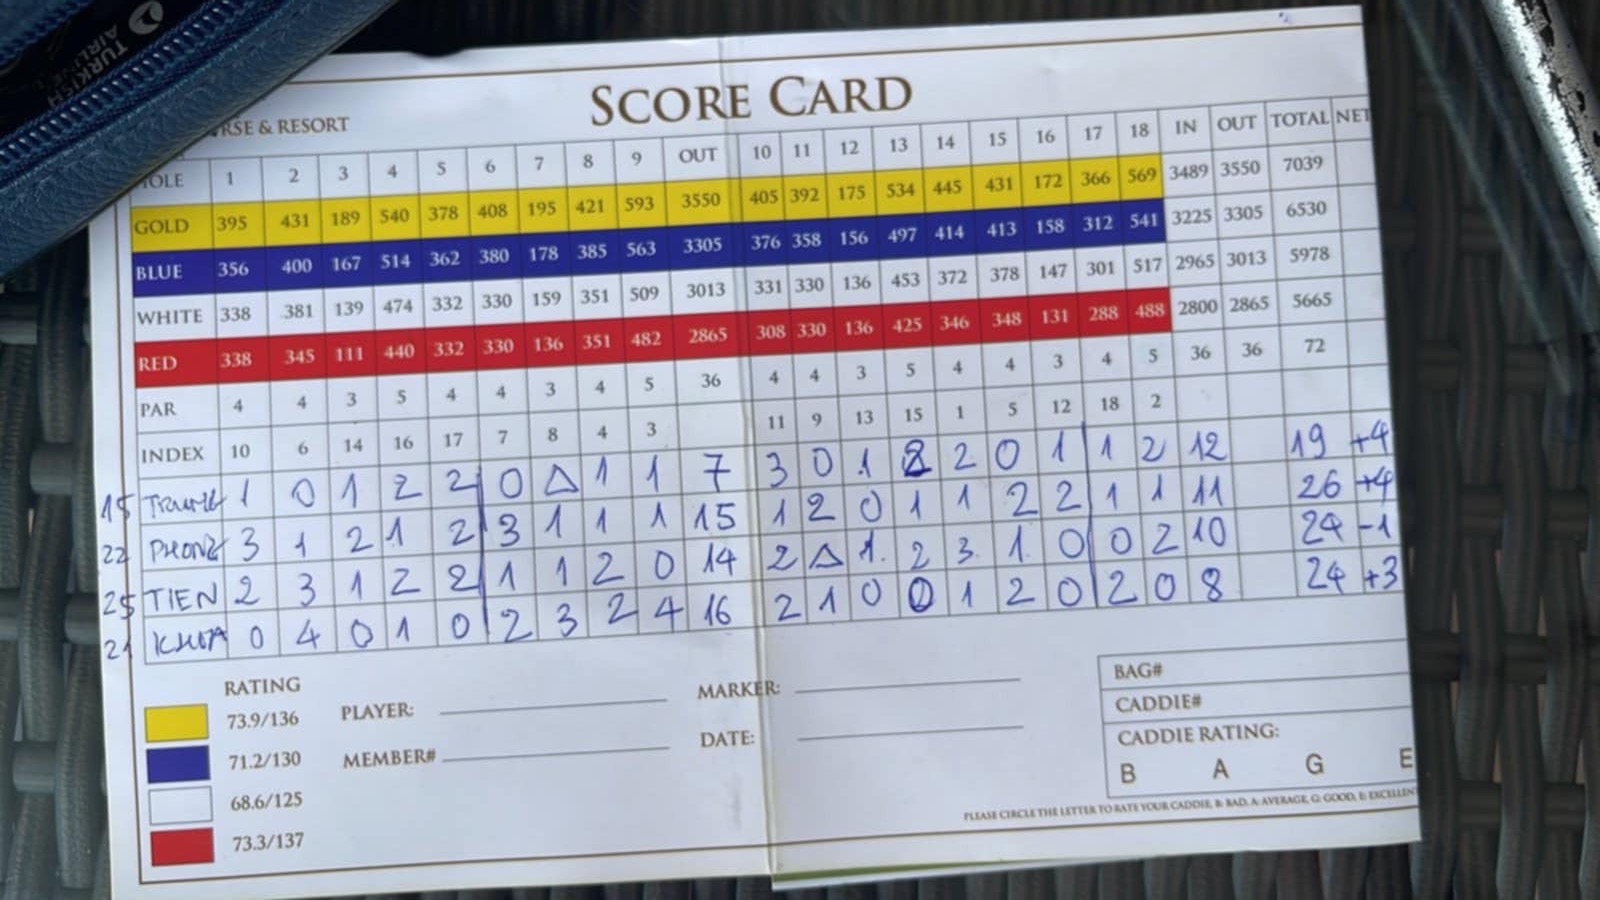 TURKISH
AIRLINE
RSE & RESORT
SCORE CARD
HOLE 1 2 3 4 5 6 7 8 9 OUT 10 11 12 13 14 15 16 17 18 IN OUT TOTAL NET
GOLD 395 431 189 540 378 408 195 421 593 3550 405 392 175 534 445 431 172 366 569 3489 3550 7039
BLUE 356 400 167 514 362 380 178 385 563 3305 376 358 156 497 414 413 158 312 541 3225 3305 6530
WHITE 338 381 139 474 332 330 159 351 509 3013 331 330 136 453 372 378 147 301 517 2965 3013 5978
RED 338 345 111 440 332 330 136 351 482 2865 308 330 136 425 346 348 131 288 488 2800 2865 5665
PAR 4 4 3 5 4 4 3 4 5 36 4 4 3 5 4 4 3 4 5 36 36 72
INDEX 10 6 14 16 17 7 8 4 3 11 9 13 15 1 5 12 18 2
15 1 0 1 2 2 0 △ 1 1 7 3 0 1 2 2 0 1 1 2 12 19 +4
22 PHONG 3 1 2 1 2 3 1 1 1 15 1 2 0 1 1 2 2 1 1 11 26 +4
25 TIEN 2 3 1 2 2 1 1 2 0 14 2 △ 1. 2 3. 1. 0 0 2 10 24 -1
21 KHOA 0 4 0 1 0 2 3 2 4 16 2 1 0 0 1 2 0 2 0 8 24 +3
RATING
73.9/136
71.2/130
68.6/125
73.3/137
PLAYER:
MEMBER#
MARKER:
DATE:
BAG#
CADDIE#
CADDIE RATING:
B A G E
PLEASE CIRCLE THE LETTER TO RATE YOUR CADDIE, B: BAD, A: AVERAGE, G: GOOD, E: EXCELLENT